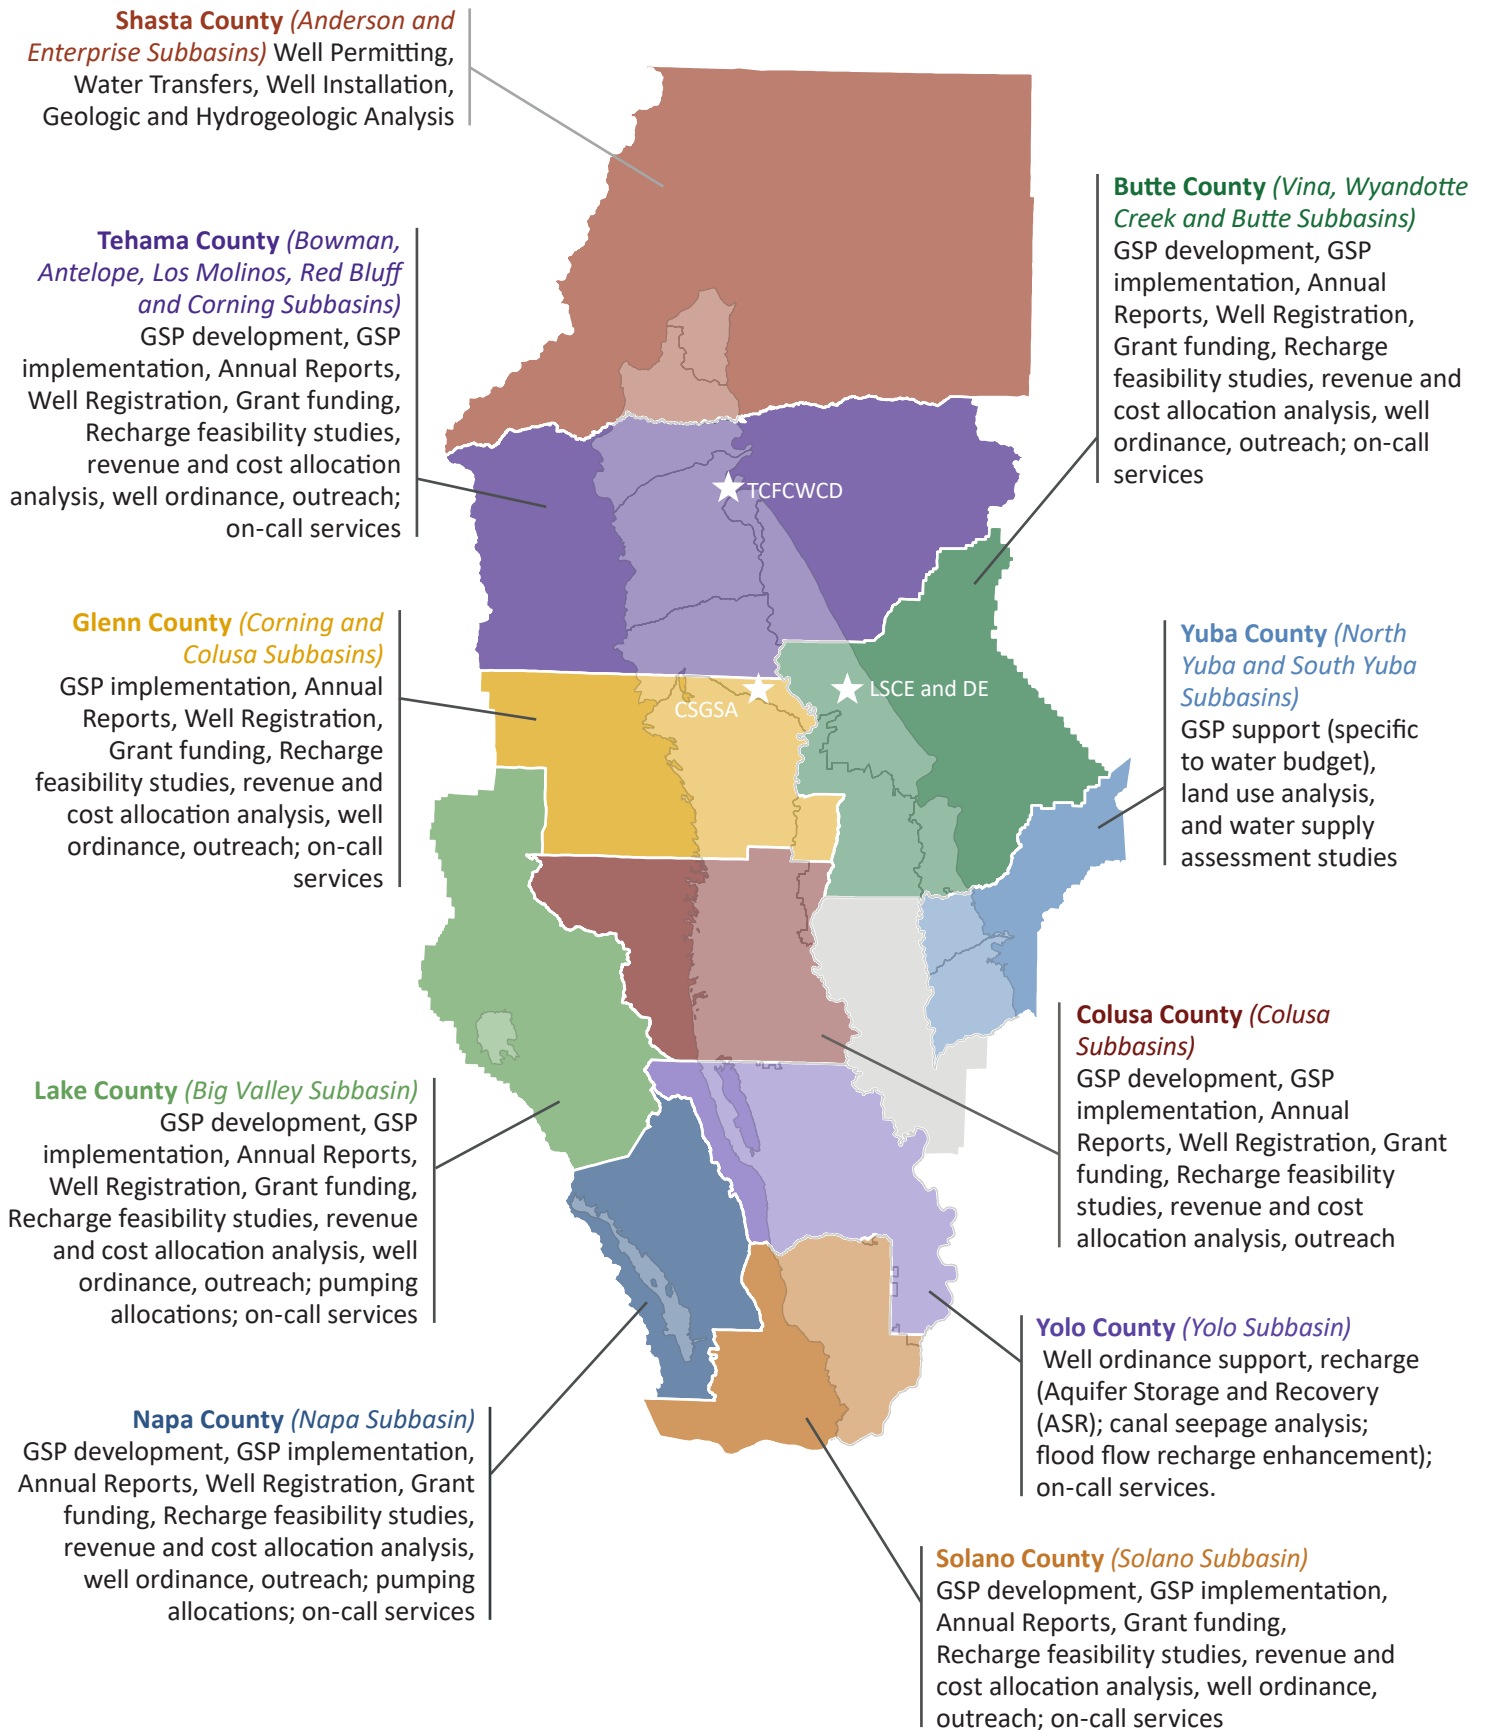 Shasta County (Anderson and
Enterprise Subbasins) Well Permitting,
Water Transfers, Well Installation,
Geologic and Hydrogeologic Analysis
Butte County (Vina, Wyandotte
Creek and Butte Subbasins)
GSP development, GSP
implementation, Annual
Reports, Well Registration,
Grant funding, Recharge
feasibility studies, revenue and
cost allocation analysis, well
ordinance, outreach; on-call
services
Tehama County (Bowman,
Antelope, Los Molinos, Red Bluff
and Corning Subbasins)
GSP development, GSP
implementation, Annual Reports,
Well Registration, Grant funding,
Recharge feasibility studies,
revenue and cost allocation
analysis, well ordinance, outreach;
on-call services
TCFCWCD
Glenn County (Corning and
Colusa Subbasins)
GSP implementation, Annual
Reports, Well Registration,
Grant funding, Recharge
feasibility studies, revenue and
cost allocation analysis, well
ordinance, outreach; on-call
services
CSGSA
LSCE and DE
Yuba County (North
Yuba and South Yuba
Subbasins)
GSP support (specific
to water budget),
land use analysis,
and water supply
assessment studies
Colusa County (Colusa
Subbasins)
GSP development, GSP
implementation, Annual
Reports, Well Registration, Grant
funding, Recharge feasibility
studies, revenue and cost
allocation analysis, outreach
Lake County (Big Valley Subbasin)
GSP development, GSP
implementation, Annual Reports,
Well Registration, Grant funding,
Recharge feasibility studies, revenue
and cost allocation analysis, well
ordinance, outreach; pumping
allocations; on-call services
Yolo County (Yolo Subbasin)
Well ordinance support, recharge
(Aquifer Storage and Recovery
(ASR); canal seepage analysis;
flood flow recharge enhancement);
on-call services.
Napa County (Napa Subbasin)
GSP development, GSP implementation,
Annual Reports, Well Registration, Grant
funding, Recharge feasibility studies,
revenue and cost allocation analysis,
well ordinance, outreach; pumping
allocations; on-call services
Solano County (Solano Subbasin)
GSP development, GSP implementation,
Annual Reports, Grant funding,
Recharge feasibility studies, revenue and
cost allocation analysis, well ordinance,
outreach; on-call services